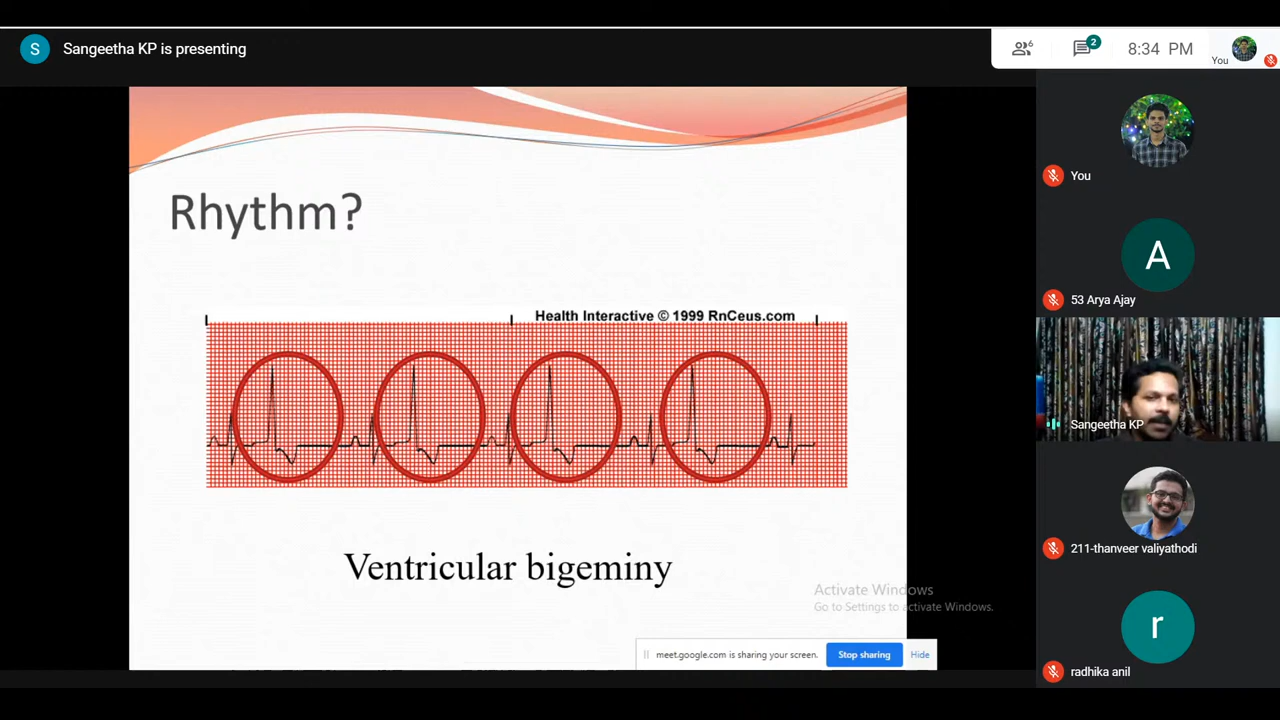 S
Sangeetha KP is presenting
6
2
8:34 PM
You
Rhythm?
Health Interactive © 1999 RnCeus.com
Ventricular bigeminy
Activate Windows
Go to Settings to activate Windows.
meet.google.com is sharing your screen.
Stop sharing
Hide
You
A
53 Arya Ajay
Sangeetha KP
211-thanveer valiyathodi
r
radhika anil